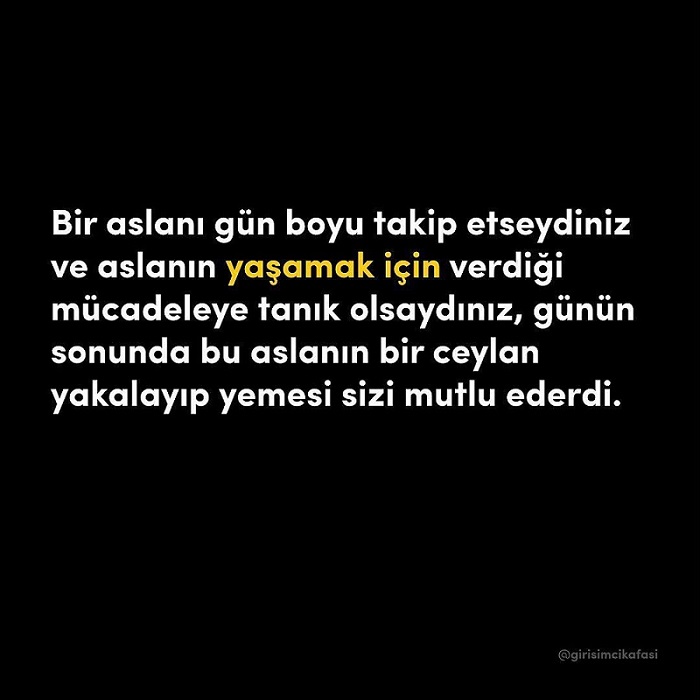 Bir aslanı gün boyu takip etseydiniz
ve aslanın yaşamak için verdiği
mücadeleye tanık olsaydınız, günün
sonunda bu aslanın bir ceylan
yakalayıp yemesi sizi mutlu ederdi.
@girisimcikafasi